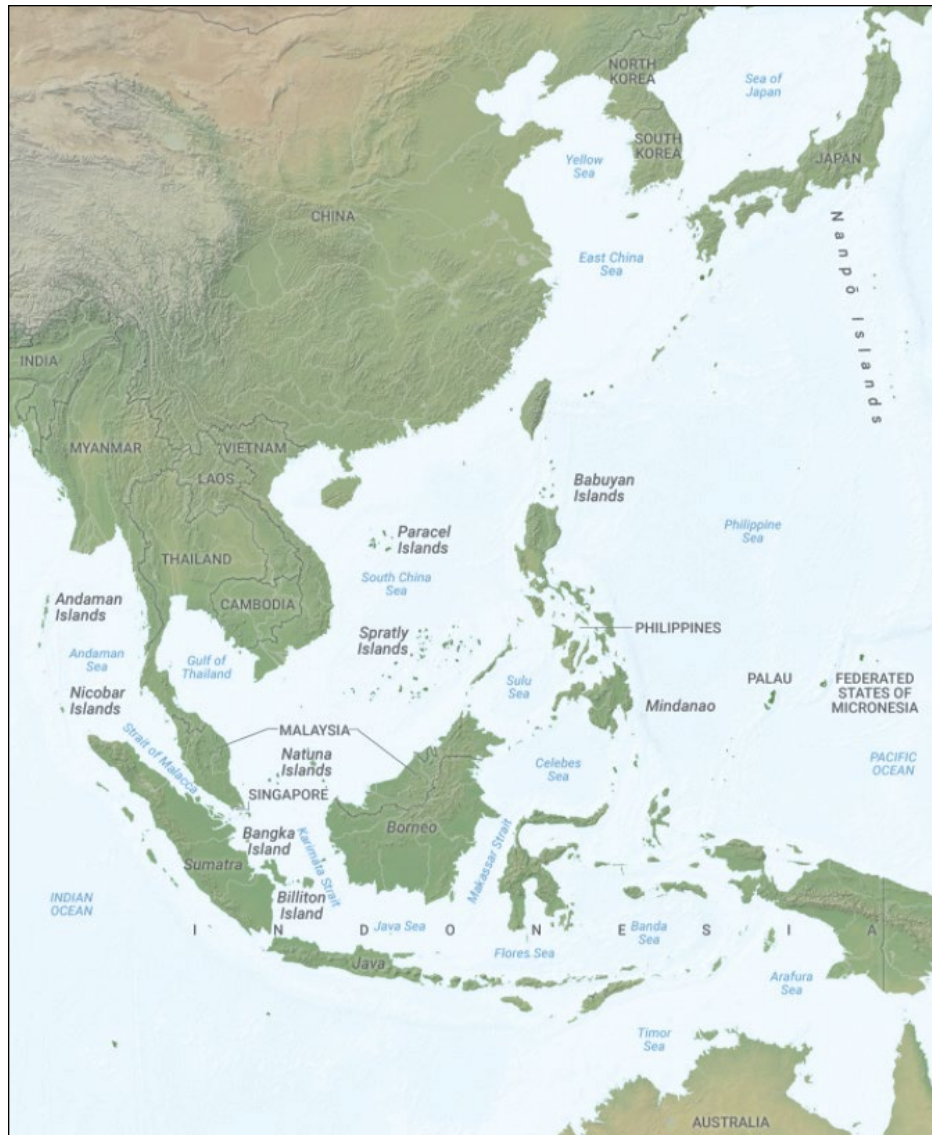 NORTH
KOREA
Sea of
Japan
SOUTH
KOREA
JAPAN
Yellow
Sea
CHINA
Nanpō Islands
East China
Sea
INDIA
MYANMAR
VIETNAM
LAOS
Babuyan
Islands
Paracel
Islands
Philippine
Sea
THAILAND
South China
Sea
CAMBODIA
Andaman
Islands
Spratly
Islands
PHILIPPINES
Andaman
Sea
Gulf of
Thailand
Sulu
Sea
PALAU
FEDERATED
STATES OF
MICRONESIA
Nicobar
Islands
Mindanao
MALAYSIA
Strait of Malacca
Natuna
Islands
Celebes
Sea
PACIFIC
OCEAN
SINGAPORE
Bangka
Island
Karimata Strait
Borneo
Makassar Strait
Sumatra
INDIAN
OCEAN
Billiton
Island
INDONESIA
Java Sea
Banda
Sea
Flores Sea
Java
Arafura
Sea
Timor
Sea
AUSTRALIA